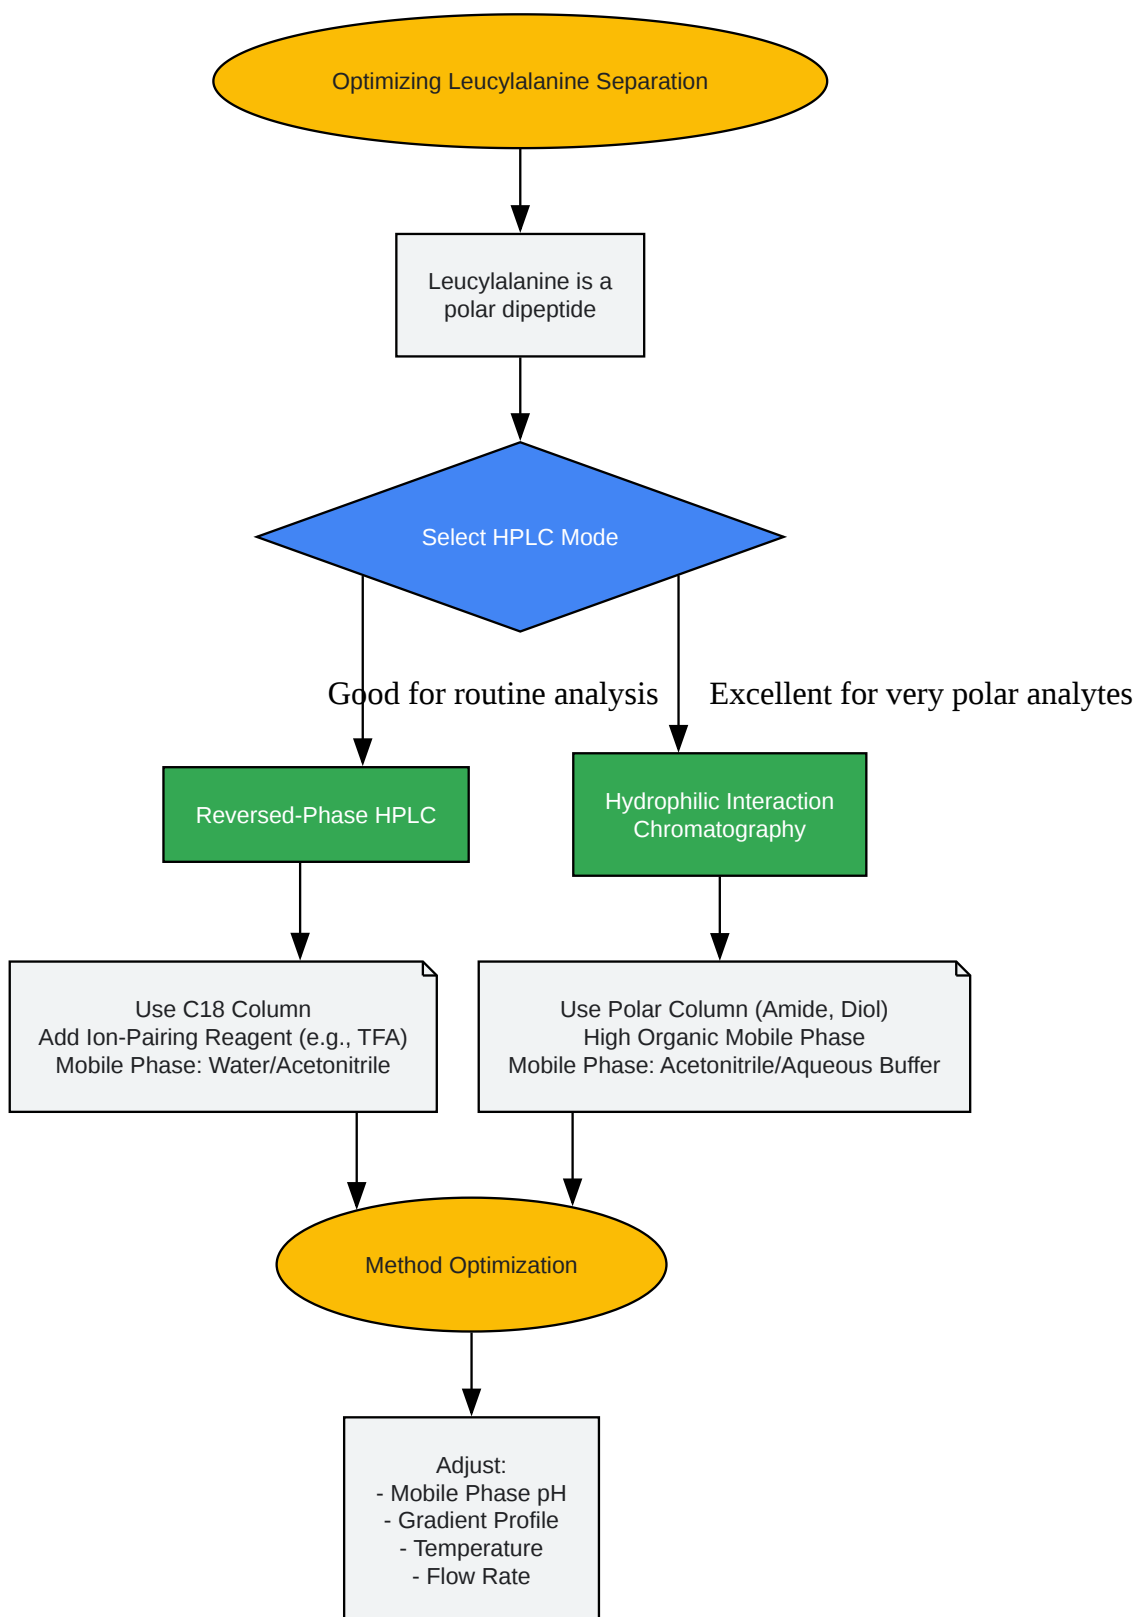 Optimizing Leucylalanine Separation
Leucylalanine is a
polar dipeptide
Select HPLC Mode
Good for routine analysis
Excellent for very polar analytes
Reversed-Phase HPLC
Hydrophilic Interaction
Chromatography
Use C18 Column
Add Ion-Pairing Reagent (e.g., TFA)
Mobile Phase: Water/Acetonitrile
Use Polar Column (Amide, Diol)
High Organic Mobile Phase
Mobile Phase: Acetonitrile/Aqueous Buffer
Method Optimization
Adjust:
- Mobile Phase pH
- Gradient Profile
- Temperature
- Flow Rate